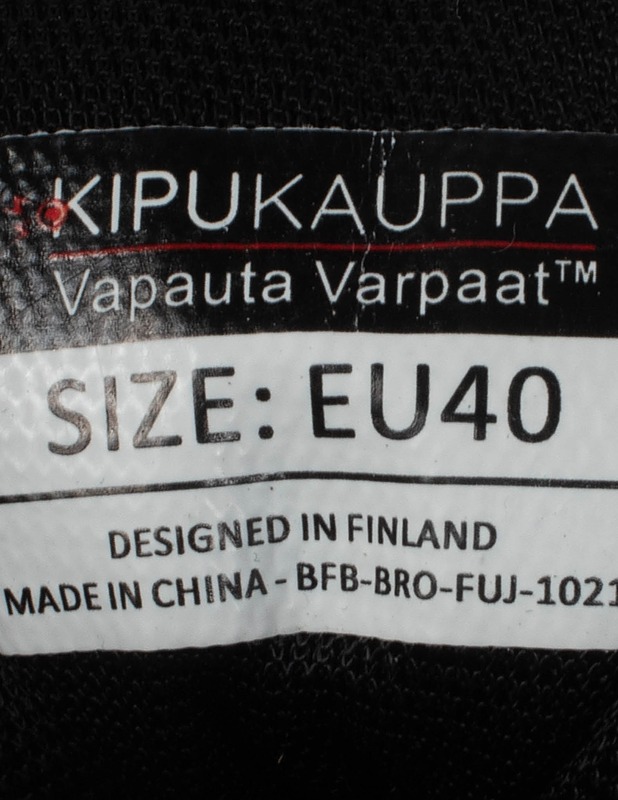 KIPUKAUPPA
Vapauta Varpaat™
SIZE: EU40
DESIGNED IN FINLAND
MADE IN CHINA - BFB-BRO-FUJ-1021